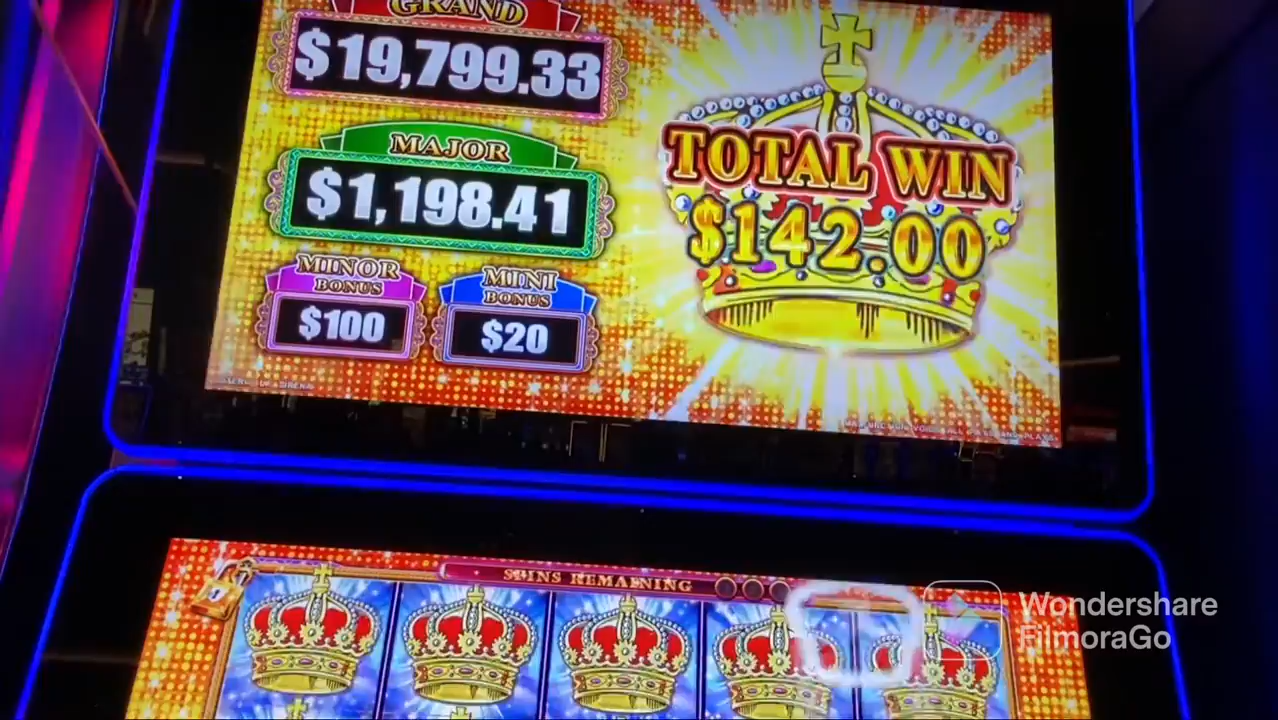 GRAND
$19,799.33
MAJOR
$1,198.41
MINOR
BONUS
$100
MINI
BONUS
$20
TOTAL WIN
$142.00
SPINS REMAINING
Wondershare
FilmoraGo